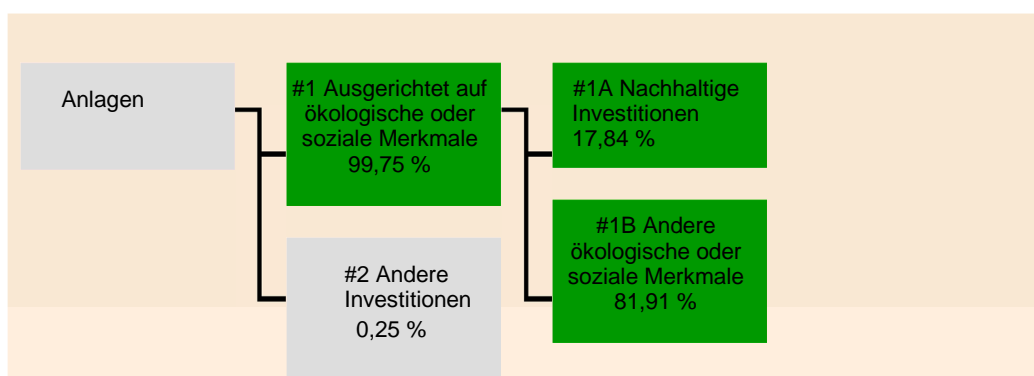 Anlagen
#1 Ausgerichtet auf
ökologische oder
soziale Merkmale
99,75 %
#2 Andere
Investitionen
0,25 %
#1A Nachhaltige
Investitionen
17,84 %
#1B Andere
ökologische oder
soziale Merkmale
81,91 %